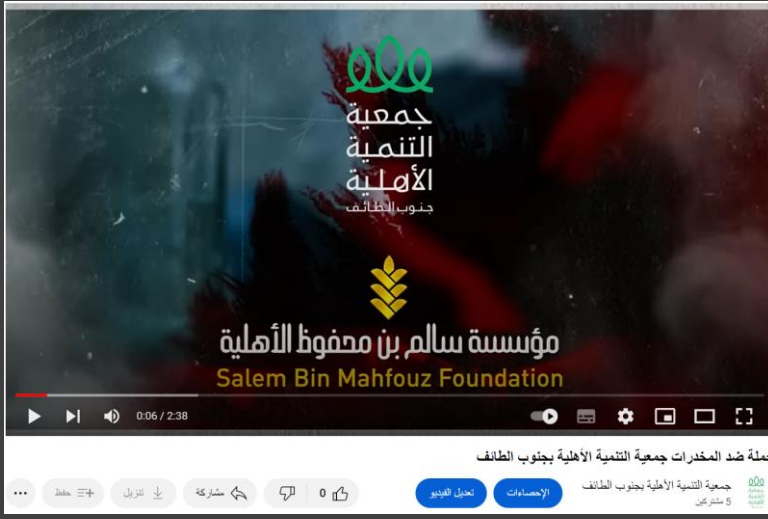 جمعية
التنمية
الأهلية
جنوب الطائف
مؤسسة سالم بن محفوظ الأهلية
Salem Bin Mahfouz Foundation
0:06 / 2:38
حملة ضد المخدرات جمعية التنمية الأهلية بجنوب الطائف
جمعية التنمية الأهلية بجنوب الطائف
5 مشتركين
الإحصاءات
تعديل الفيديو
0
مشاركة
تنزيل
حفظ